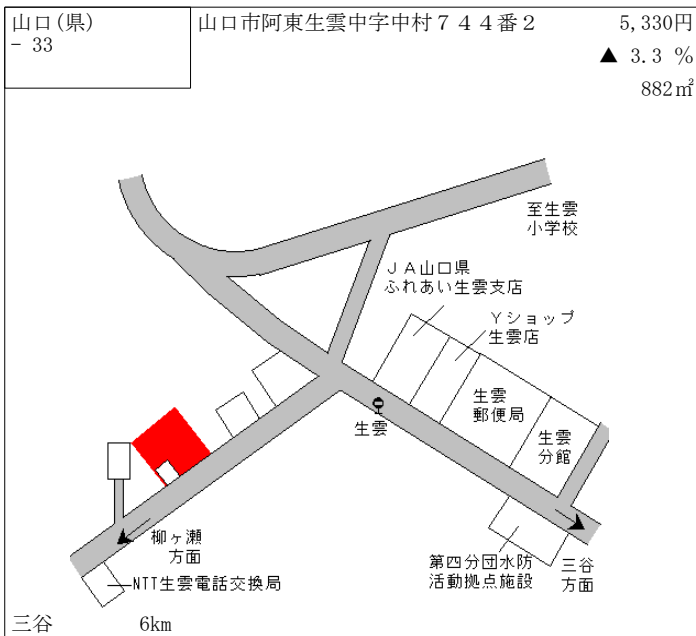 山口(県)
- 33
山口市阿東生雲中字中村７４４番２
5,330円
▲ 3.3 %
882㎡
至生雲
小学校
ＪＡ山口県
ふれあい生雲支店
Ｙショップ
生雲店
生雲
郵便局
生雲
分館
生雲
柳ヶ瀬
方面
NTT生雲電話交換局
第四分団水防
活動拠点施設
三谷
方面
三谷 6km